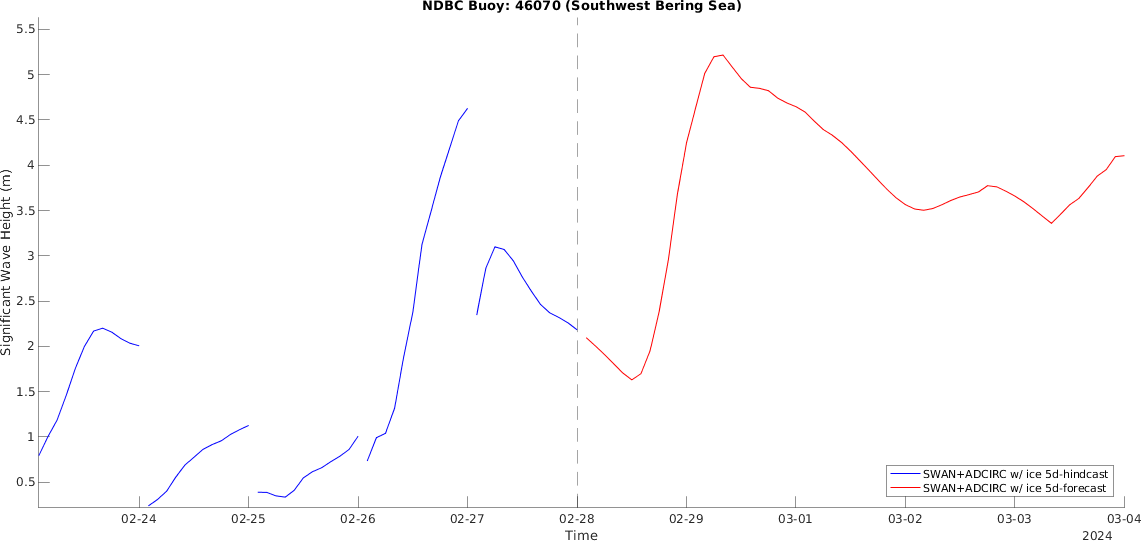 NDBC Buoy: 46070 (Southwest Bering Sea)
5.5
5
4.5
4
3.5
3
2.5
2
1.5
1
0.5
Significant Wave Height (m)
SWAN+ADCIRC w/ ice 5d-hindcast
SWAN+ADCIRC w/ ice 5d-forecast
02-24 02-25 02-26 02-27 02-28 02-29 03-01 03-02 03-03 03-04
Time
2024